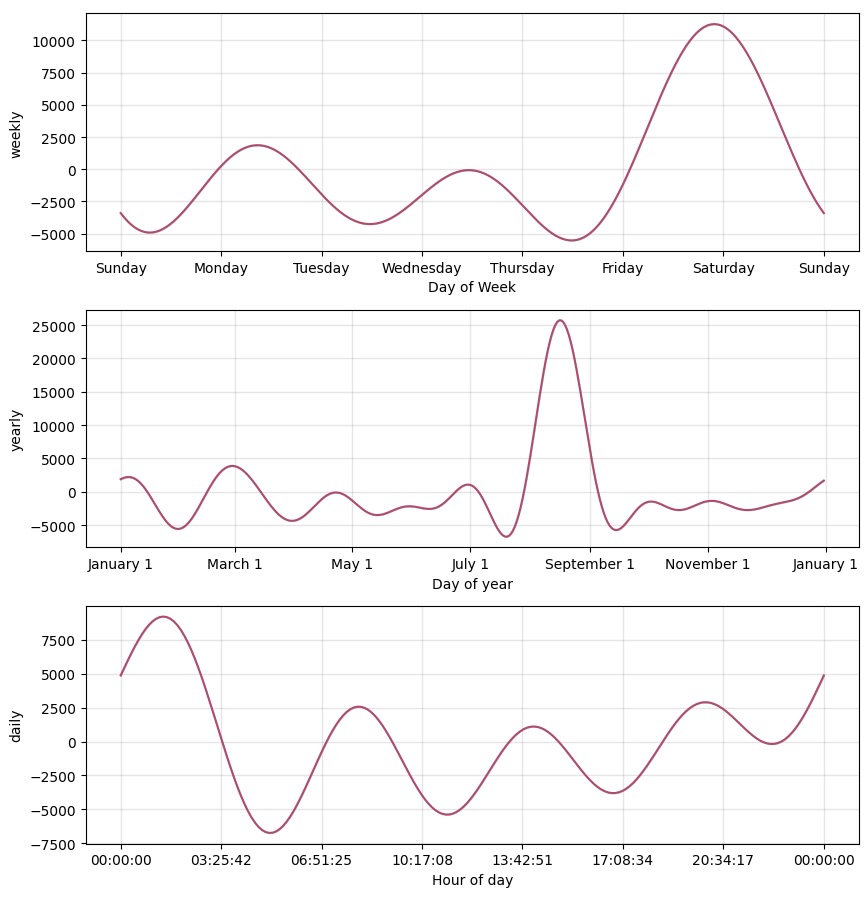 10000
7500
5000
2500
0
−2500
−5000
weekly
Sunday Monday Tuesday Wednesday Thursday Friday Saturday Sunday
Day of Week
25000
20000
15000
10000
5000
0
−5000
yearly
January 1 March 1 May 1 July 1 September 1 November 1 January 1
Day of year
7500
5000
2500
0
−2500
−5000
−7500
daily
00:00:00 03:25:42 06:51:25 10:17:08 13:42:51 17:08:34 20:34:17 00:00:00
Hour of day